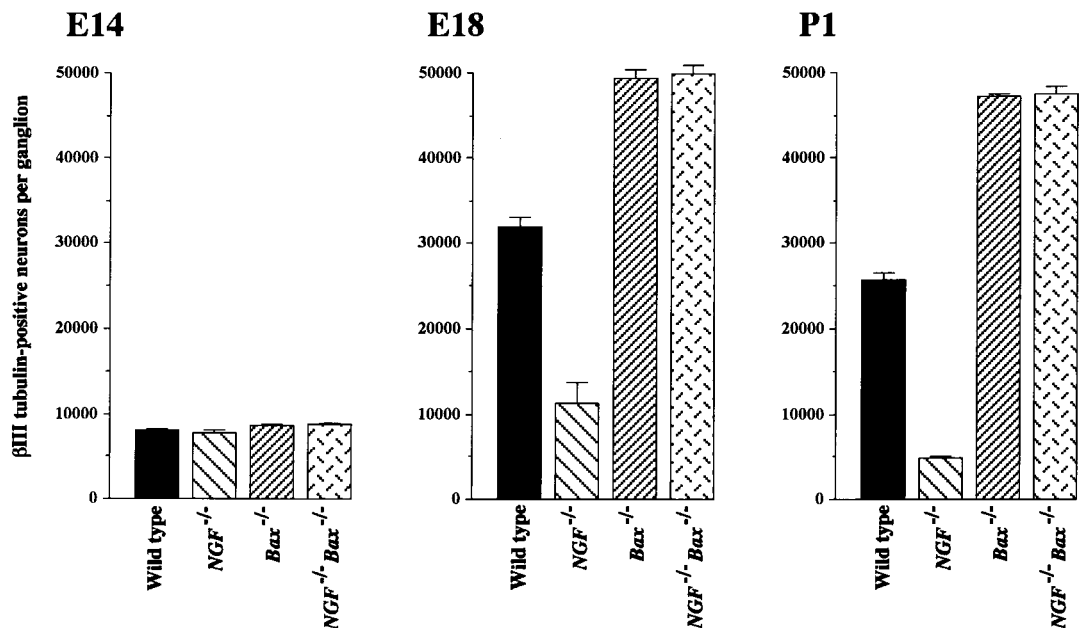 E14
E18
P1
βIII tubulin-positive neurons per ganglion
50000
40000
30000
20000
10000
0
Wild type
NGF -/-
Bax -/-
NGF -/- Bax -/-
50000
40000
30000
20000
10000
0
Wild type
NGF -/-
Bax -/-
NGF -/- Bax -/-
50000
40000
30000
20000
10000
0
Wild type
NGF -/-
Bax -/-
NGF -/- Bax -/-